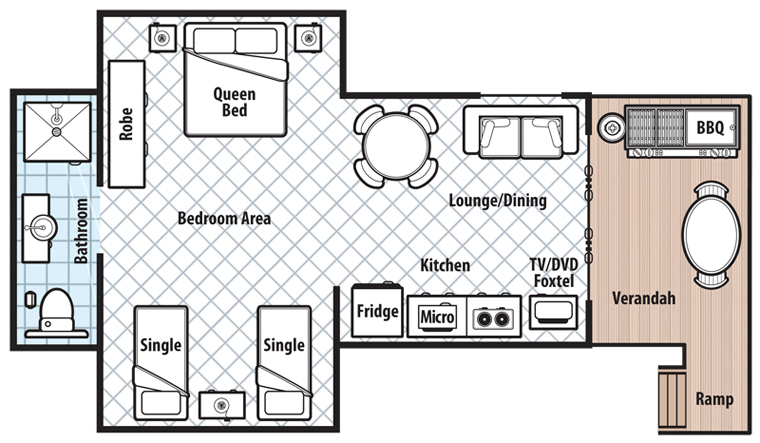 Queen
Bed
Robe
BBQ
Bathroom
Bedroom Area
Lounge/Dining
Kitchen
TV/DVD
Foxtel
Verandah
Fridge
Micro
Single
Single
Ramp